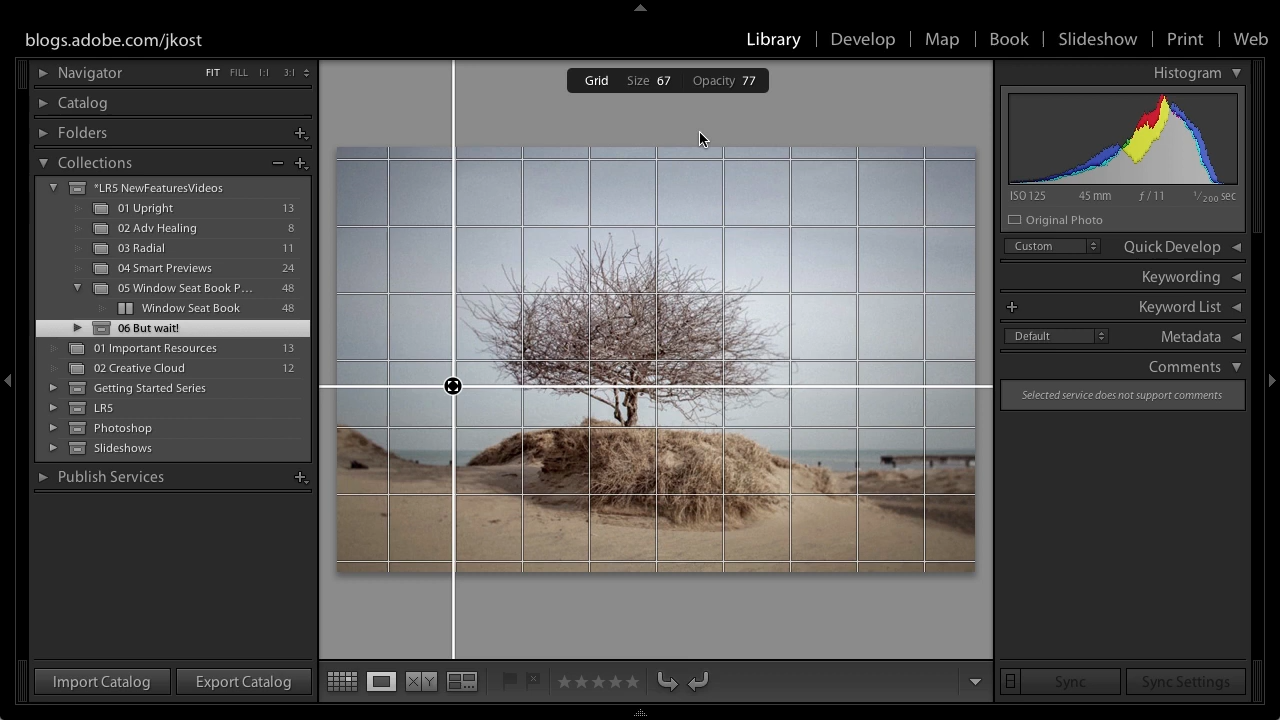 blogs.adobe.com/jkost
Library | Develop | Map | Book | Slideshow | Print | Web
Navigator FIT FILL 1:1 3:1
Catalog
Folders
Collections
*LR5 NewFeaturesVideos
01 Upright 13
02 Adv Healing 8
03 Radial 11
04 Smart Previews 24
05 Window Seat Book P... 48
Window Seat Book 48
06 But wait!
01 Important Resources 13
02 Creative Cloud 12
Getting Started Series
LR5
Photoshop
Slideshows
Publish Services
Import Catalog Export Catalog
Grid Size 67 Opacity 77
X Y
Histogram
ISO 125 45 mm ƒ / 11 1/200 sec
Original Photo
Custom Quick Develop
Keywording
Keyword List
Default Metadata
Comments
Selected service does not support comments
Sync Sync Settings